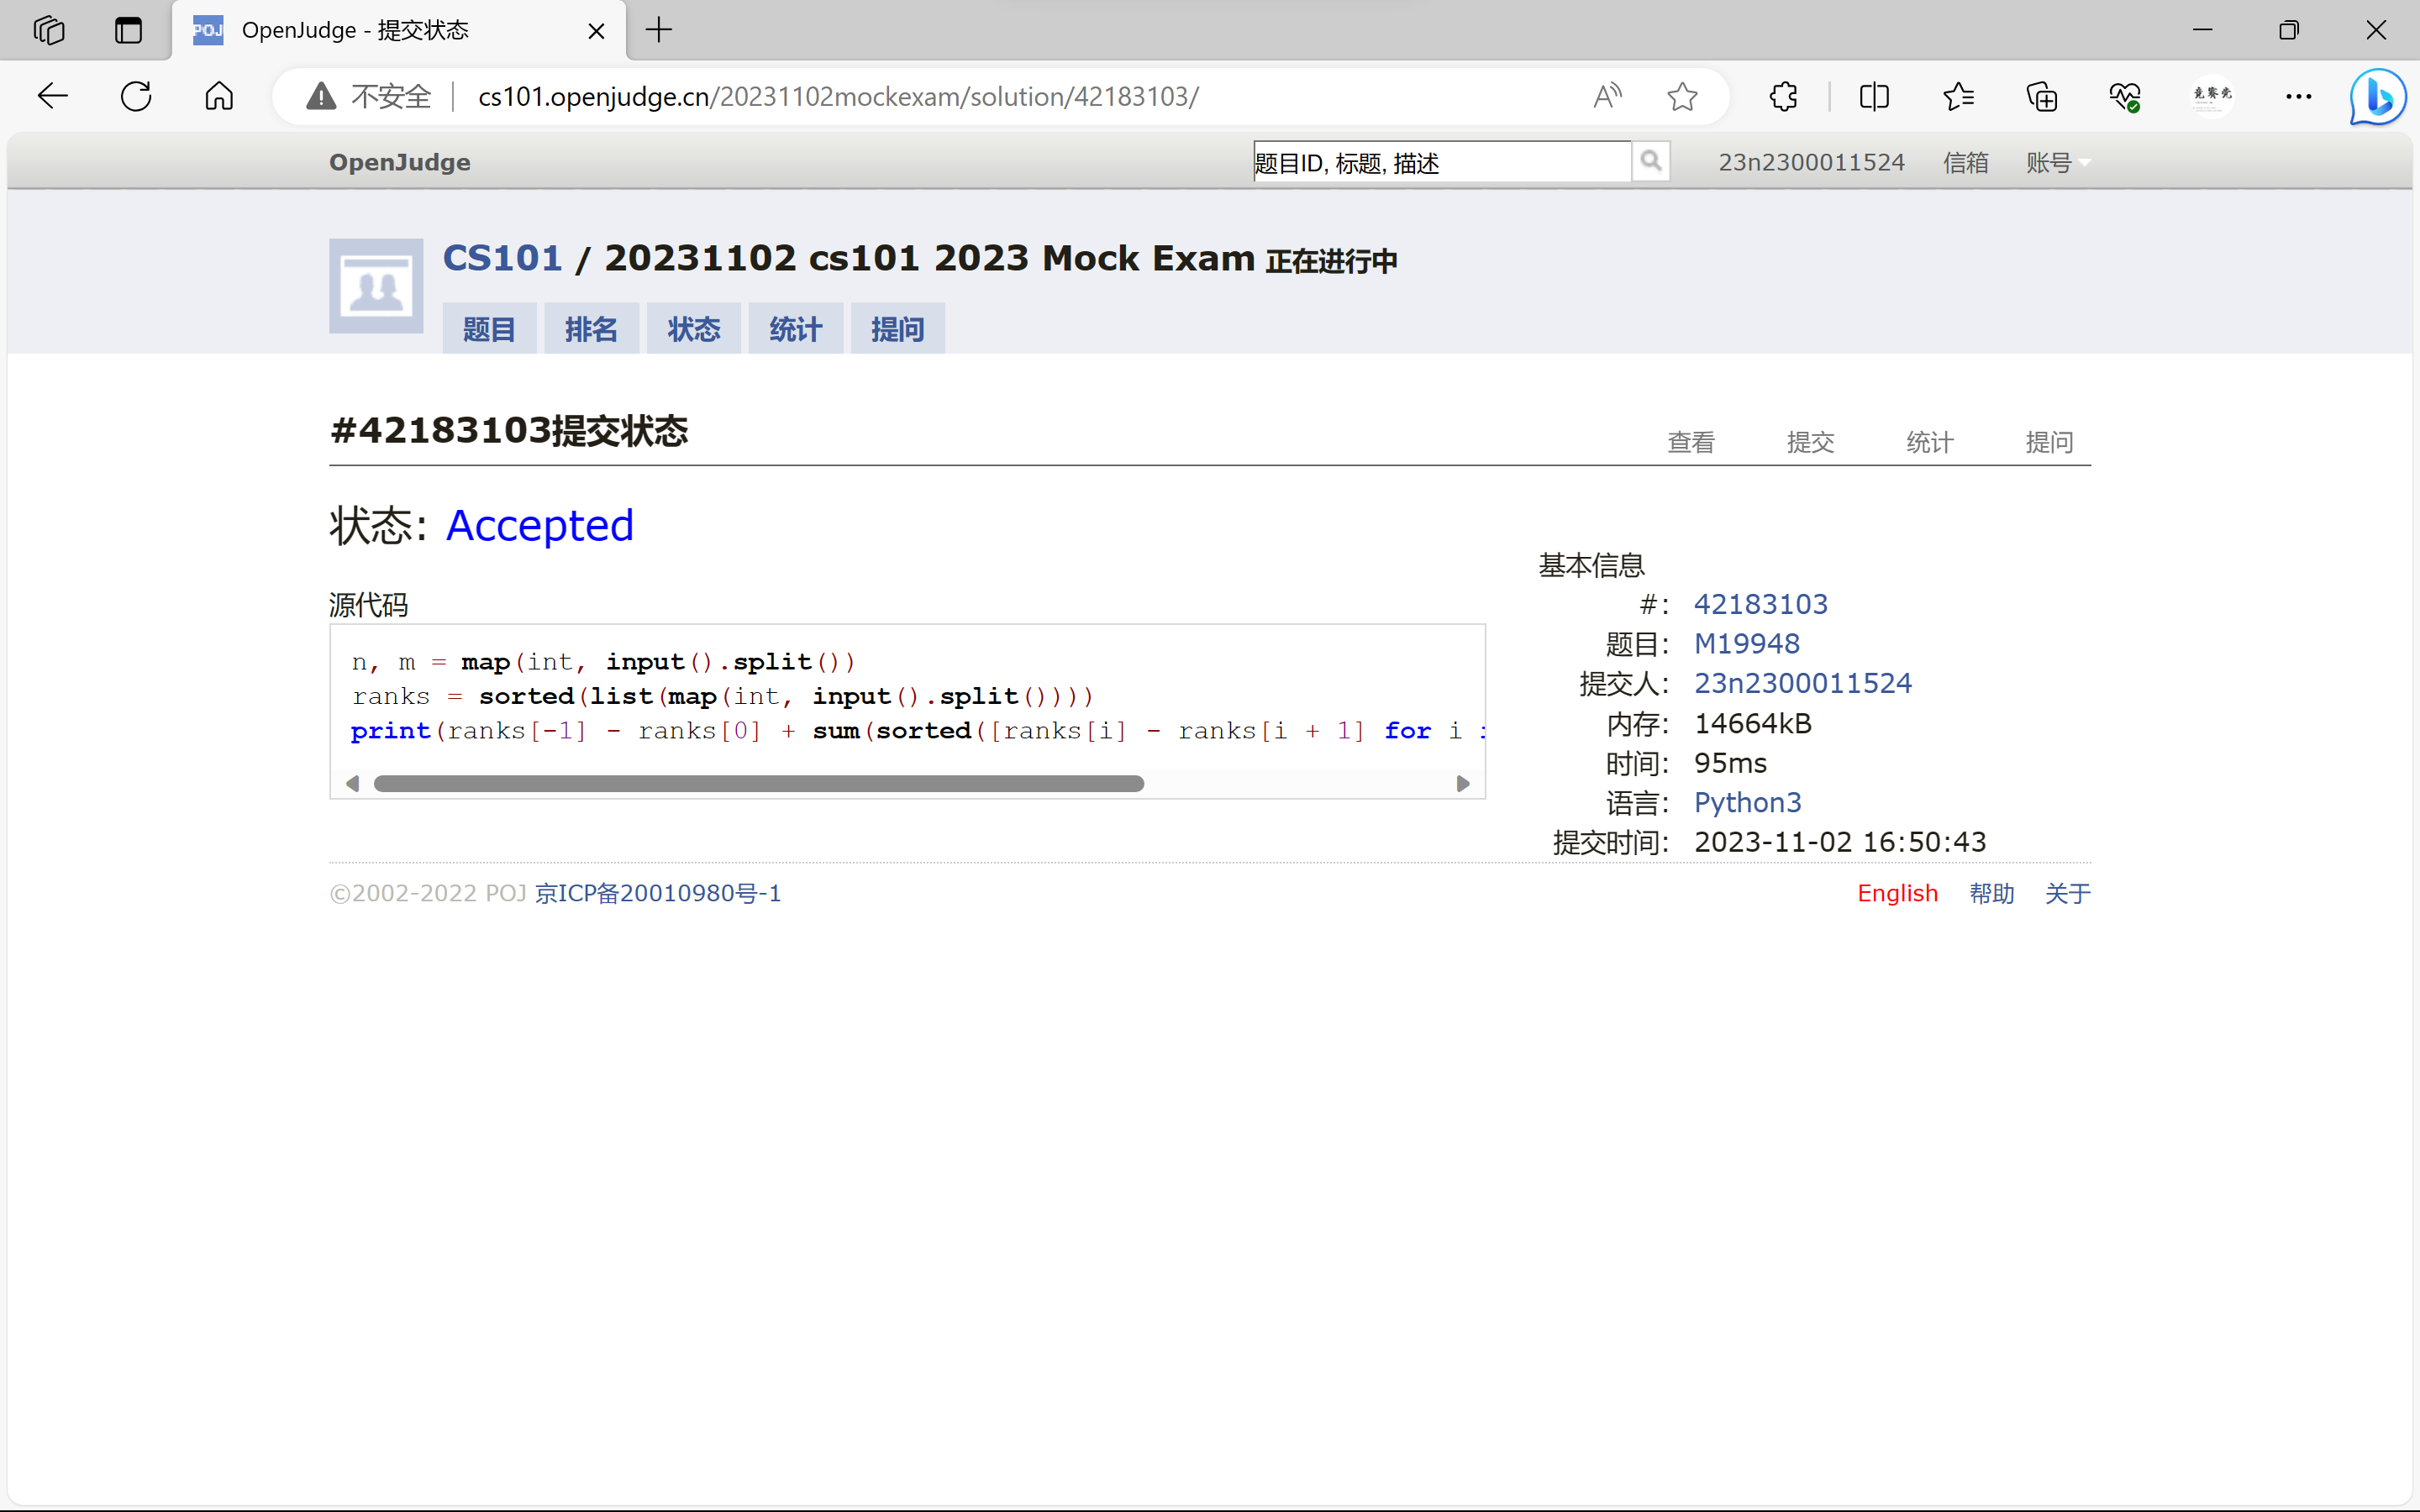 POJ OpenJudge - 提交状态
不安全 cs101.openjudge.cn/20231102mockexam/solution/42183103/
OpenJudge 题目ID, 标题, 描述 23n2300011524 信箱 账号
CS101 / 20231102 cs101 2023 Mock Exam 正在进行中
题目 排名 状态 统计 提问
#42183103提交状态 查看 提交 统计 提问
状态: Accepted
源代码
n, m = map(int, input().split())
ranks = sorted(list(map(int, input().split())))
print(ranks[-1] - ranks[0] + sum(sorted([ranks[i] - ranks[i + 1] for i
基本信息
#: 42183103
题目: M19948
提交人: 23n2300011524
内存: 14664kB
时间: 95ms
语言: Python3
提交时间: 2023-11-02 16:50:43
©2002-2022 POJ 京ICP备20010980号-1 English 帮助 关于